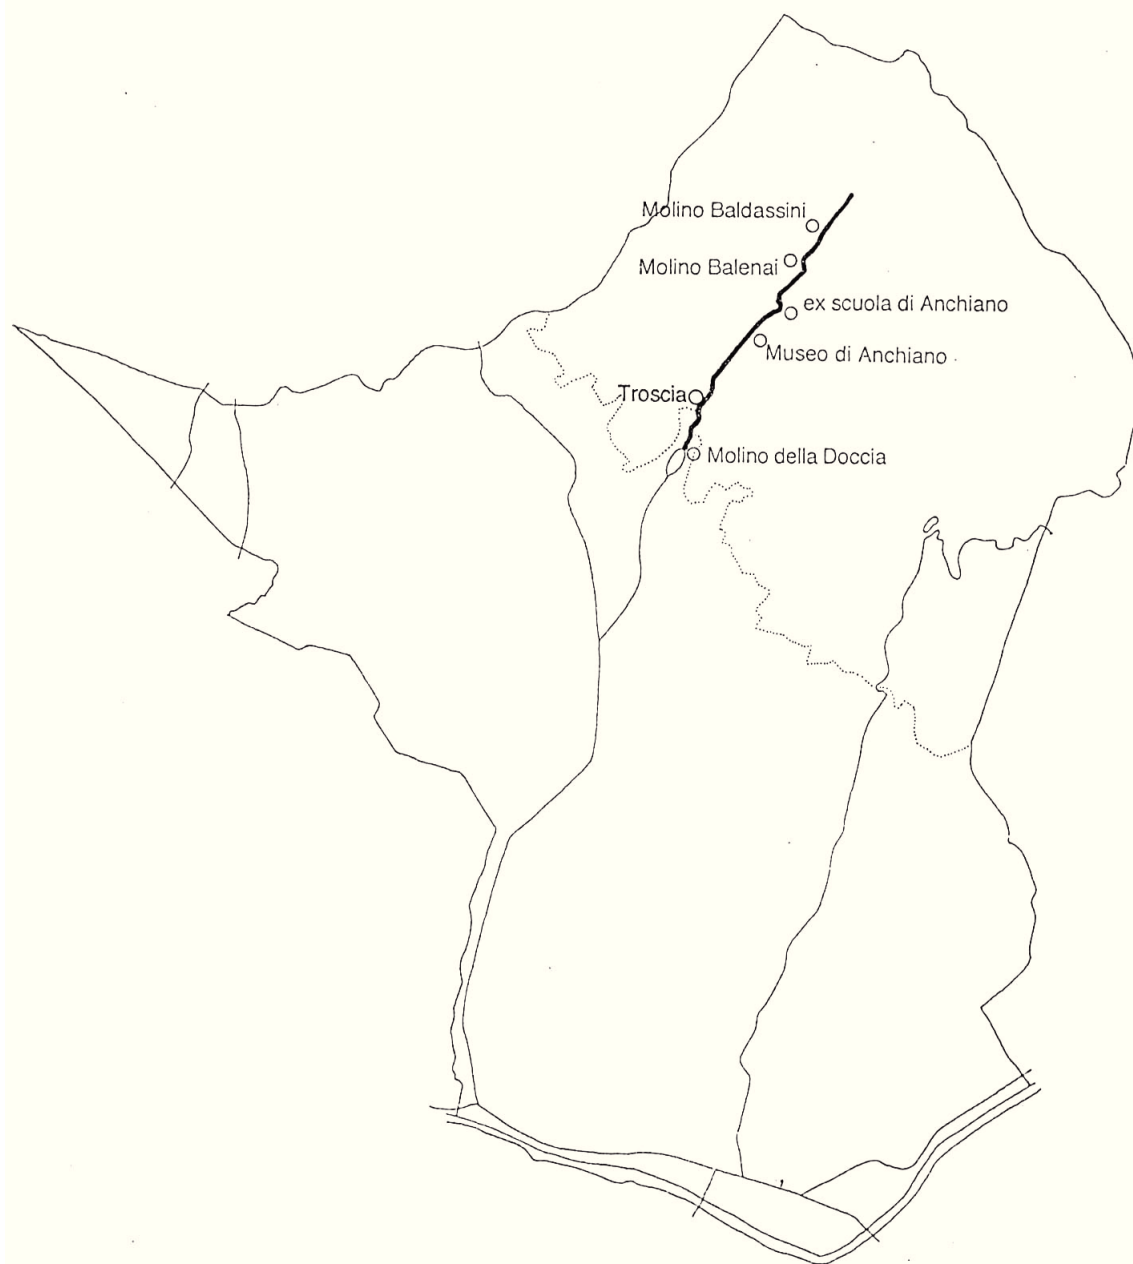 Molino Baldassini
Molino Balenai
ex scuola di Anchiano
Museo di Anchiano
Troscia
Molino della Doccia